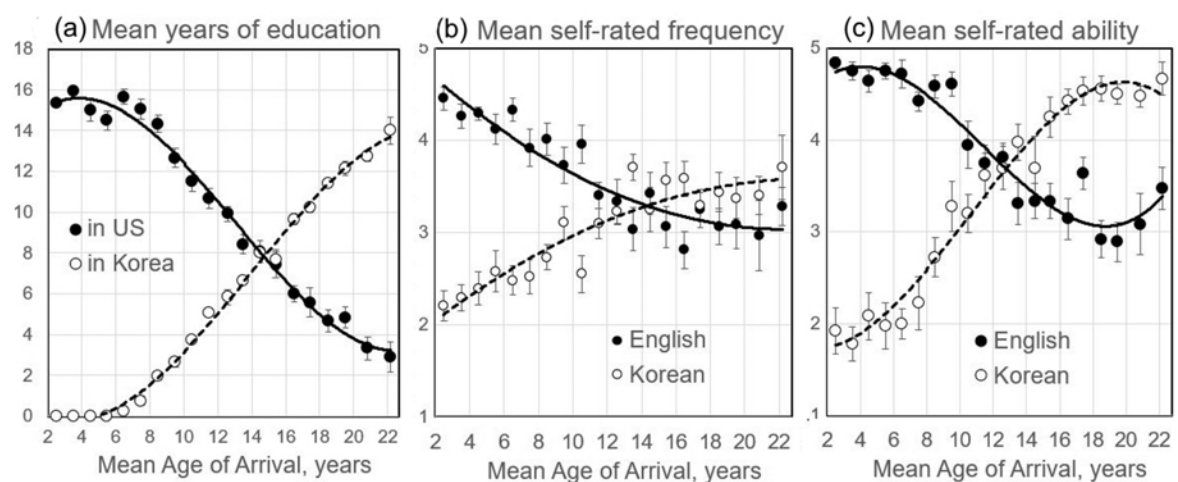 (a) Mean years of education
18
16
14
12
10
8
6
4
2
0
in US
in Korea
2 4 6 8 10 12 14 16 18 20 22
Mean Age of Arrival, years
(b) Mean self-rated frequency
5
4
3
2
1
English
Korean
2 4 6 8 10 12 14 16 18 20 22
Mean Age of Arrival, years
(c) Mean self-rated ability
5
4
3
2
.1
English
Korean
2 4 6 8 10 12 14 16 18 20 22
Mean Age of Arrival, years